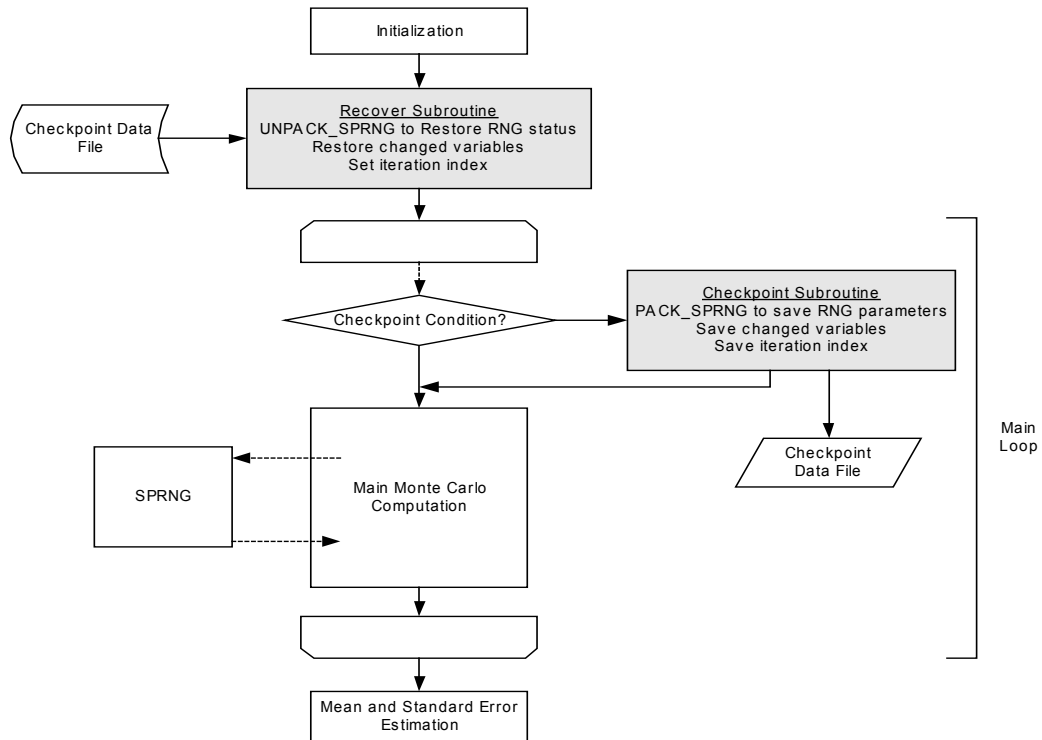 Initialization
Recover Subroutine
UNPACK_SPRNG to Restore RNG status
Restore changed variables
Set iteration index
Checkpoint Data
File
Checkpoint Condition?
Checkpoint Subroutine
PACK_SPRNG to save RNG parameters
Save changed variables
Save iteration index
Checkpoint
Data File
Main
Loop
SPRNG
Main Monte Carlo
Computation
Mean and Standard Error
Estimation